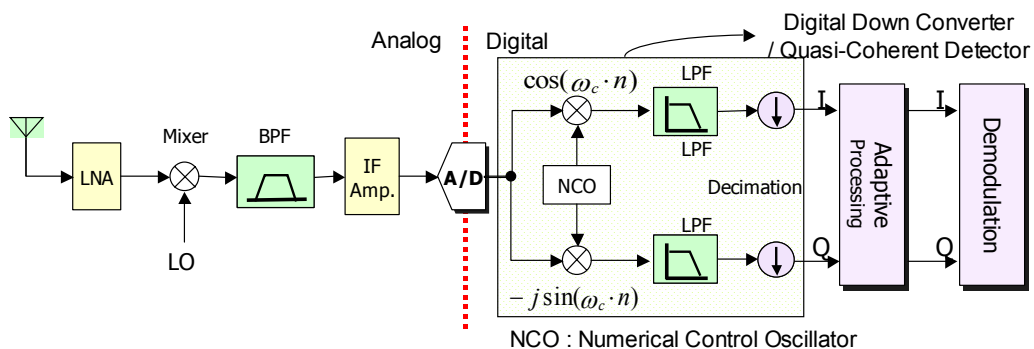 Digital Down Converter
/ Quasi-Coherent Detector
Analog
Digital
cos(ω_c · n)
LPF
LPF
Mixer
BPF
LNA
IF
Amp.
A/D
NCO
Decimation
LO
LPF
− j sin(ω_c · n)
I
Q
Adaptive
Processing
I
Q
Demodulation
NCO : Numerical Control Oscillator